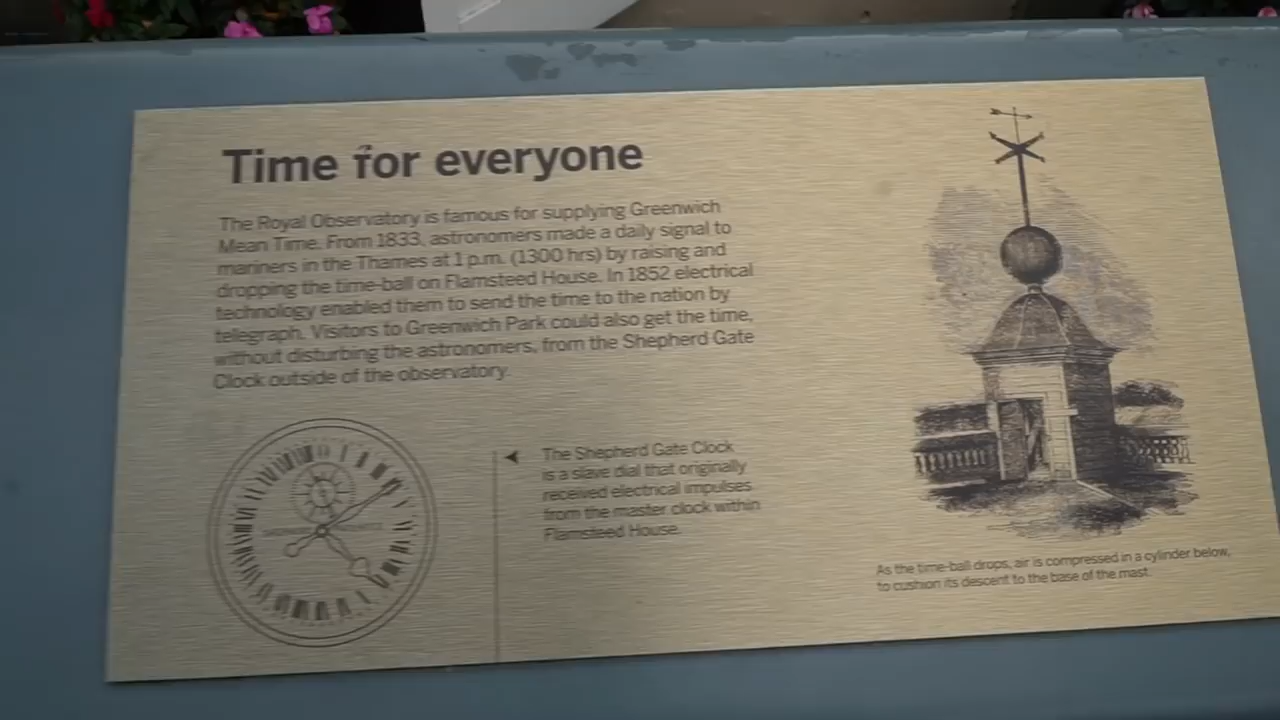 Time for everyone
The Royal Observatory is famous for supplying Greenwich
Mean Time. From 1833, astronomers made a daily signal to
mariners in the Thames at 1 p.m. (1300 hrs) by raising and
dropping the time-ball on Flamsteed House. In 1852 electrical
technology enabled them to send the time to the nation by
telegraph. Visitors to Greenwich Park could also get the time,
without disturbing the astronomers, from the Shepherd Gate
Clock outside of the observatory.
The Shepherd Gate Clock
is a slave dial that originally
received electrical impulses
from the master clock within
Flamsteed House.
As the time-ball drops, air is compressed in a cylinder below,
to cushion its descent to the base of the mast.